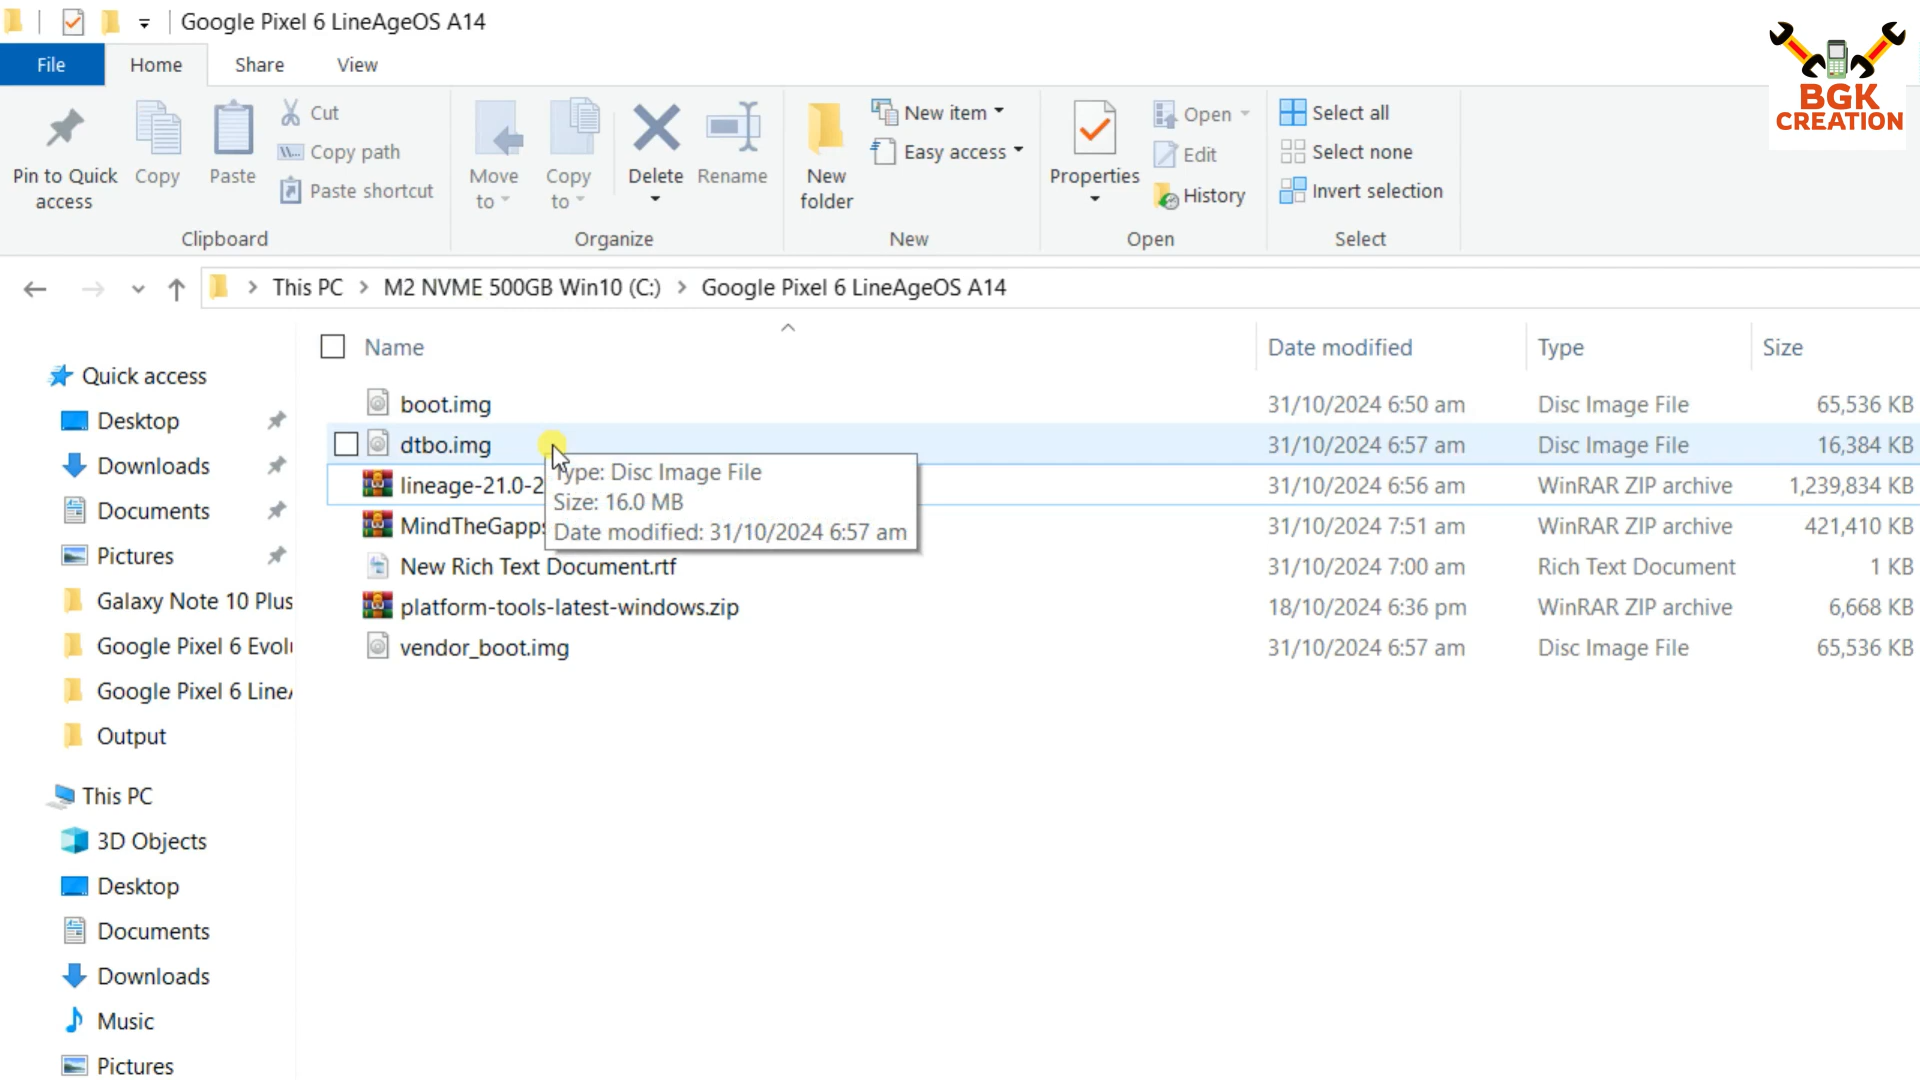 Google Pixel 6 LineAgeOS A14
File Home Share View
Pin to Quick access
Copy
Paste
Cut
Copy path
Paste shortcut
Clipboard
Move to
Copy to
Delete
Rename
Organize
New folder
New item
Easy access
New
Properties
Open
Edit
History
Open
Select all
Select none
Invert selection
Select
BGK
CREATION
This PC > M2 NVME 500GB Win10 (C:) > Google Pixel 6 LineAgeOS A14
Name Date modified Type Size
boot.img 31/10/2024 6:50 am Disc Image File 65,536 KB
dtbo.img 31/10/2024 6:57 am Disc Image File 16,384 KB
lineage-21.0-2 31/10/2024 6:56 am WinRAR ZIP archive 1,239,834 KB
MindTheGapps 31/10/2024 7:51 am WinRAR ZIP archive 421,410 KB
New Rich Text Document.rtf 31/10/2024 7:00 am Rich Text Document 1 KB
platform-tools-latest-windows.zip 18/10/2024 6:36 pm WinRAR ZIP archive 6,668 KB
vendor_boot.img 31/10/2024 6:57 am Disc Image File 65,536 KB
Type: Disc Image File
Size: 16.0 MB
Date modified: 31/10/2024 6:57 am
Quick access
Desktop
Downloads
Documents
Pictures
Galaxy Note 10 Plus
Google Pixel 6 Evolu
Google Pixel 6 LineA
Output
This PC
3D Objects
Desktop
Documents
Downloads
Music
Pictures